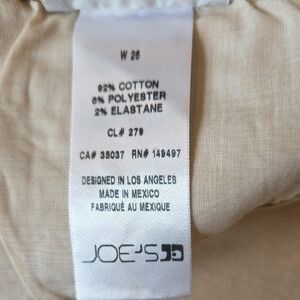 W 26
92% COTTON
6% POLYESTER
2% ELASTANE
CL# 279
CA# 35037 RN# 149497
DESIGNED IN LOS ANGELES
MADE IN MEXICO
FABRIQUÉ AU MEXIQUE
JOE'S